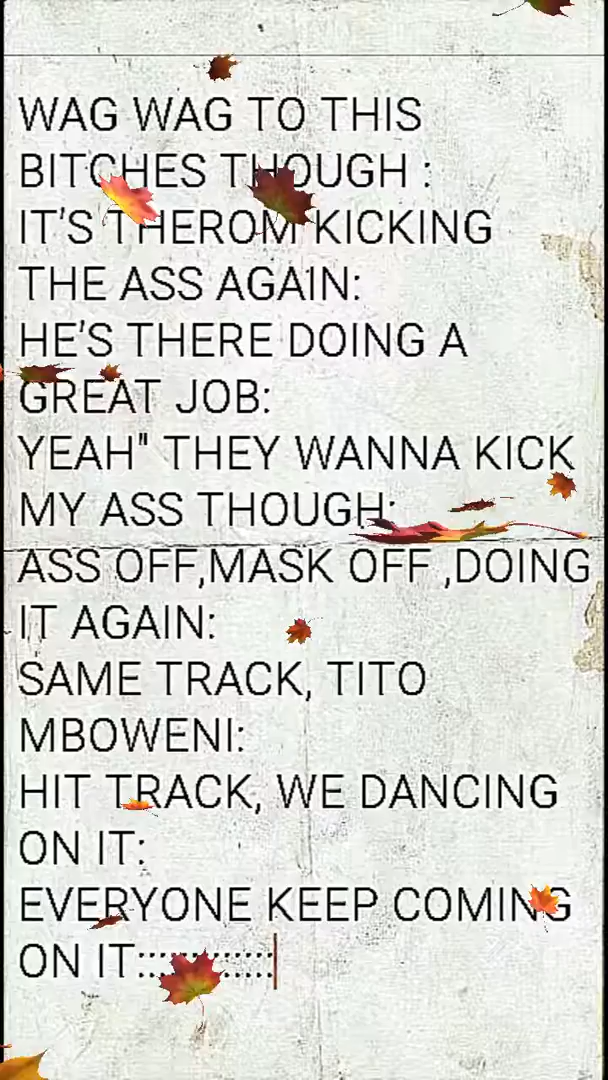 WAG WAG TO THIS
BITCHES THOUGH :
IT'S THEROM KICKING
THE ASS AGAIN:
HE'S THERE DOING A
GREAT JOB:
YEAH" THEY WANNA KICK
MY ASS THOUGH:
ASS OFF,MASK OFF ,DOING
IT AGAIN:
SAME TRACK, TITO
MBOWENI:
HIT TRACK, WE DANCING
ON IT:
EVERYONE KEEP COMING
ON IT::::::::::::